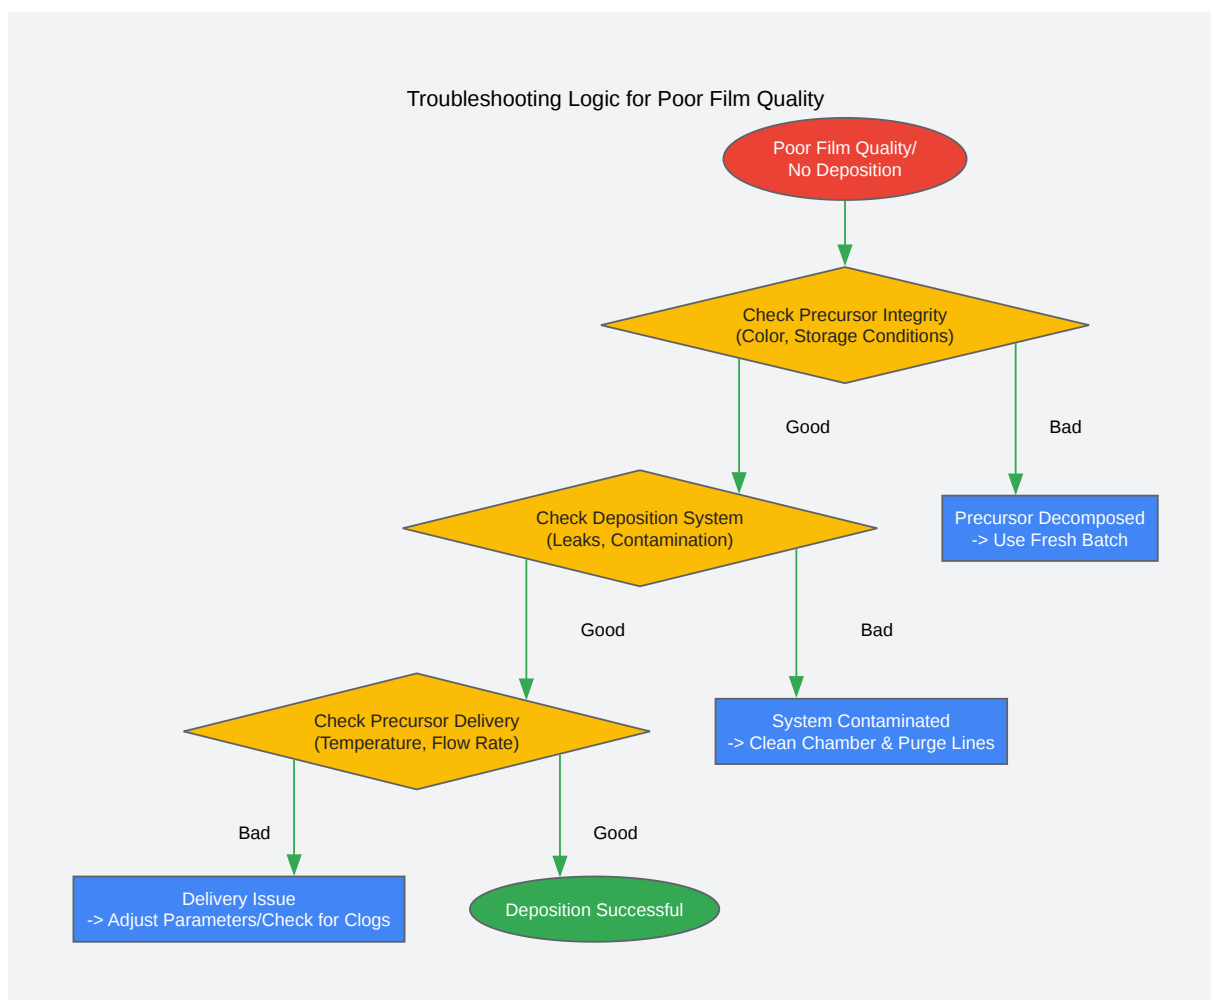 Troubleshooting Logic for Poor Film Quality
Poor Film Quality/
No Deposition
Check Precursor Integrity
(Color, Storage Conditions)
Good
Bad
Check Deposition System
(Leaks, Contamination)
Precursor Decomposed
-> Use Fresh Batch
Good
Bad
Check Precursor Delivery
(Temperature, Flow Rate)
System Contaminated
-> Clean Chamber & Purge Lines
Bad
Good
Delivery Issue
-> Adjust Parameters/Check for Clogs
Deposition Successful